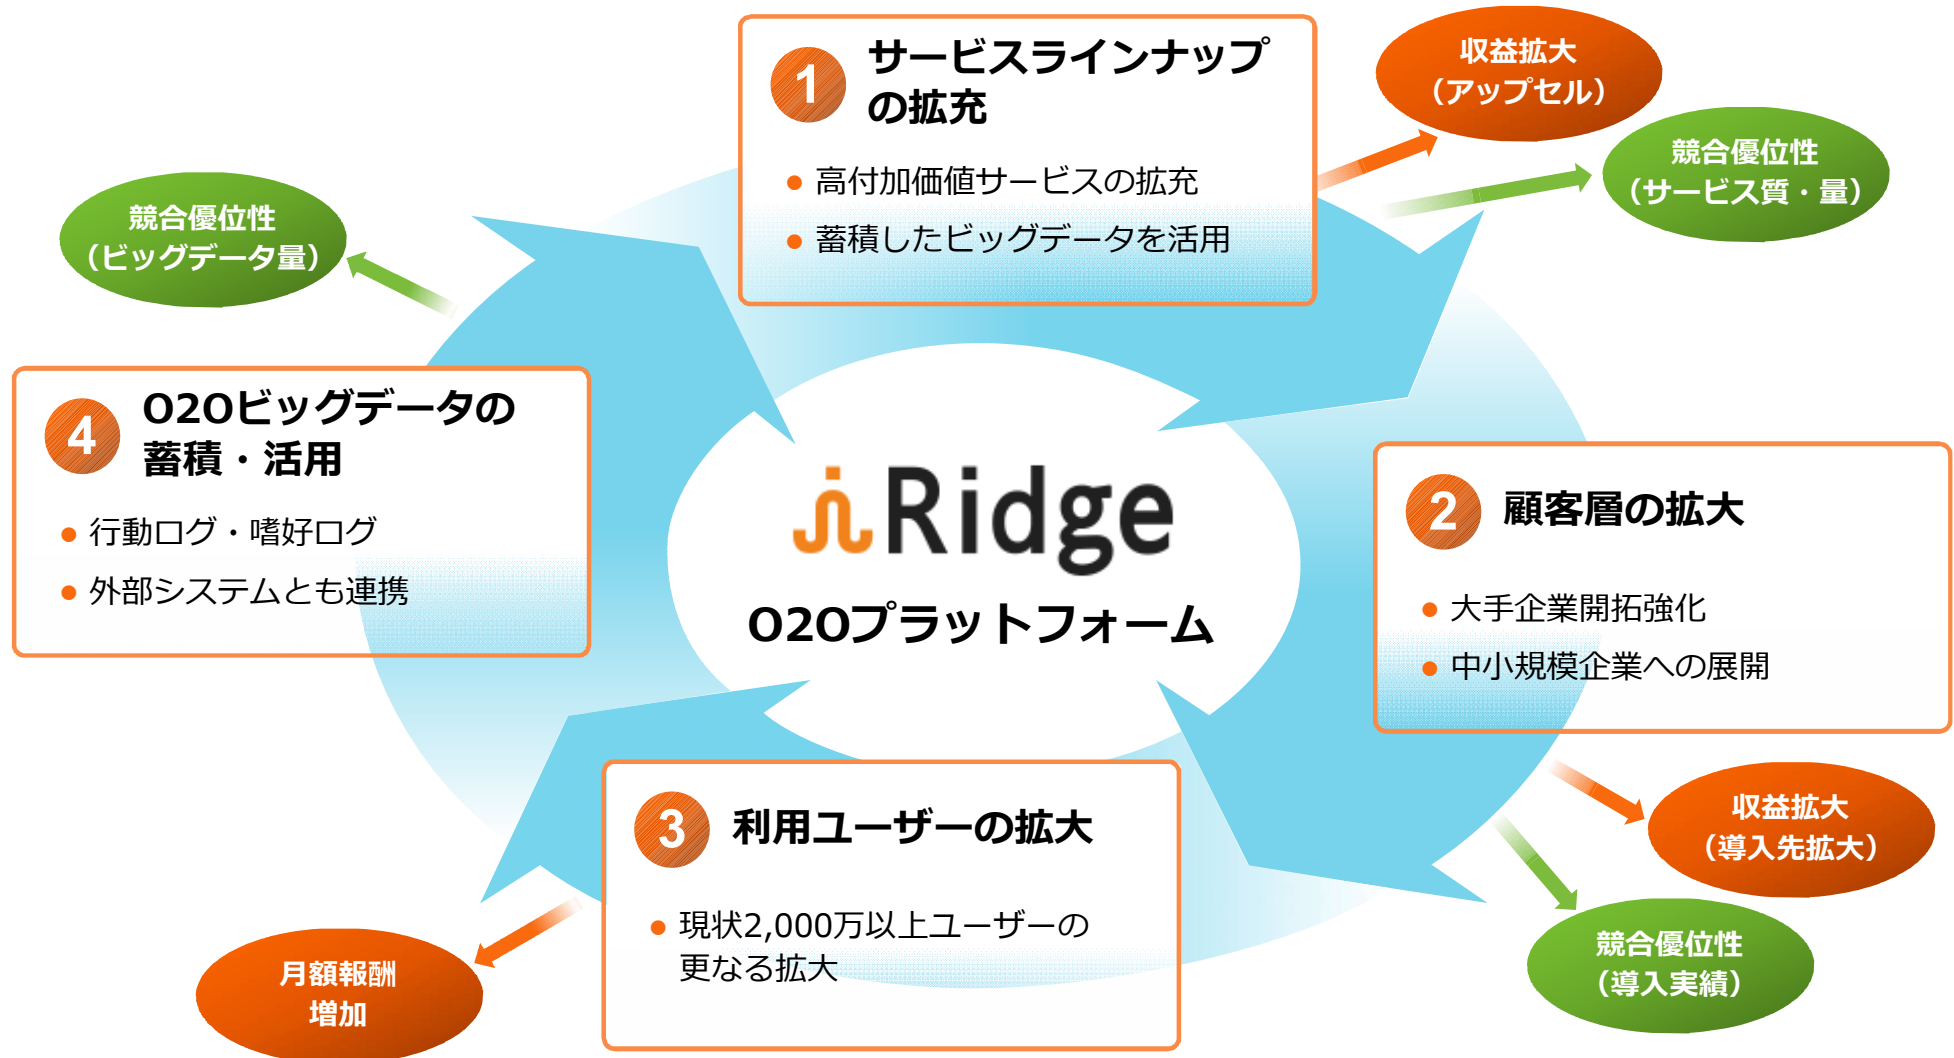 1
サービスラインナップ
の拡充
● 高付加価値サービスの拡充
● 蓄積したビッグデータを活用
収益拡大
（アップセル）
競合優位性
（サービス質・量）
競合優位性
（ビッグデータ量）
4
O2Oビッグデータの
蓄積・活用
● 行動ログ・嗜好ログ
● 外部システムとも連携
Ridge
O2Oプラットフォーム
2
顧客層の拡大
● 大手企業開拓強化
● 中小規模企業への展開
3
利用ユーザーの拡大
● 現状2,000万以上ユーザーの
更なる拡大
収益拡大
（導入先拡大）
競合優位性
（導入実績）
月額報酬
増加